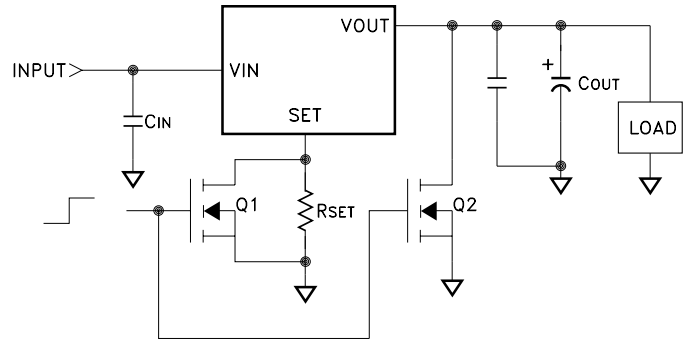 VOUT
INPUT
VIN
+
COUT
CIN
SET
LOAD
Q1
RSET
Q2